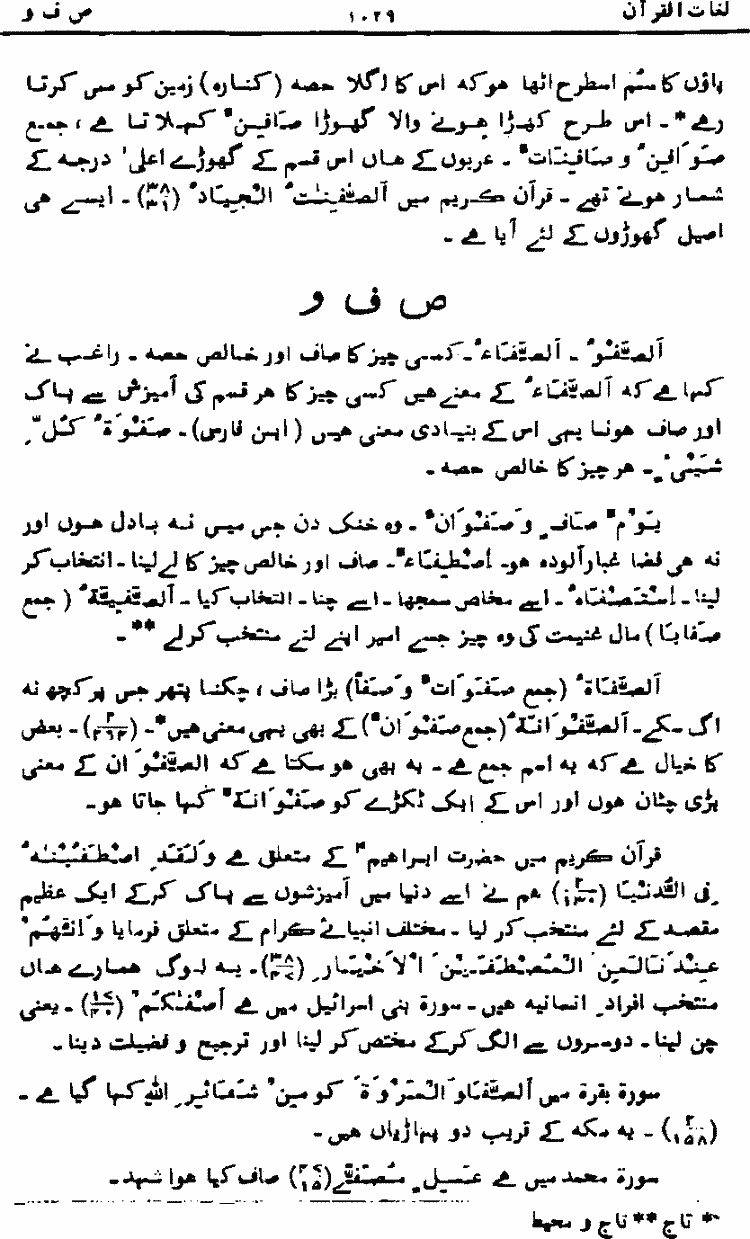 لغات القرآن ۱۰۲۹ ص ف و
پاؤں کا سُم اسطرح اٹھا ہو کہ اس کا اگلا حصہ (کنارہ) زمین کو مس کرتا
رہے*۔ اس طرح کھڑا ہونے والا گھوڑا صَافِنٌ کہلاتا ہے، جمع
صَوَافِنُ و صَافِنَاتٌ۔ عربوں کے ہاں اس قسم کے گھوڑے اعلیٰ درجہ کے
شمار ہوتے تھے۔ قرآن کریم میں اَلصّٰفِنٰتُ الْجِيَادُ (۳۸/۳۱)۔ ایسے ہی
اصیل گھوڑوں کے لئے آیا ہے۔
ص ف و
اَلصَّفْوُ۔ اَلصَّفَاءُ۔ کسی چیز کا صاف اور خالص حصہ۔ راغب نے
کہا ہے کہ اَلصَّفَاءُ کے معنے ہیں کسی چیز کا ہر قسم کی آمیزش سے پاک
اور صاف ہونا یہی اس کے بنیادی معنی ہیں (ابن فارس)۔ صَفْوَةُ كُلِّ
شَيْئٍ۔ ہر چیز کا خالص حصہ۔
يَوْمٌ صَافٍ وَصَفْوَانٌ۔ وہ خنک دن جس میں نہ بادل ہوں اور
نہ ہی فضا غبارآلودہ ہو۔ اِصْطِفَاءٌ۔ صاف اور خالص چیز کا لے لینا۔ انتخاب کر
لینا۔ اِسْتَصْفَاهُ۔ اسے مخلص سمجھا۔ اسے چنا۔ انتخاب کیا۔ اَلصَّفِيَّةُ (جمع
صَفَايَا) مال غنیمت کی وہ چیز جسے امیر اپنے لئے منتخب کر لے**۔
اَلصَّفَاةُ (جمع صَفَوَاتٌ وَصَفاً) بڑا صاف، چکنا پتھر جس پر کچھ نہ
اگ سکے۔ اَلصَّفْوَانَةُ (جمع صَفْوَانٌ) کے بھی یہی معنی ہیں*۔ (۲/۲۶۴)۔ بعض
کا خیال ہے کہ یہ اسم جمع ہے۔ یہ بھی ہو سکتا ہے کہ الصَّفْوَان کے معنی
بڑی چٹان ہوں اور اس کے ایک ٹکڑے کو صَفْوَانَةٌ کہا جاتا ہو۔
قرآن کریم میں حضرت ابراہیمؑ کے متعلق ہے وَلَقَدِ اصْطَفَيْنٰهُ
فِی الدُّنْيَا (۲/۱۳۰) ہم نے اسے دنیا میں آمیزشوں سے پاک کرکے ایک عظیم
مقصد کے لئے منتخب کر لیا۔ مختلف انبیائے کرام کے متعلق فرمایا وَاِنَّهُمْ
عِنْدَنَالَمِنَ الْمُصْطَفَيْنَ الْاَخْيَارِ (۳۸/۴۷)۔ یہ لوگ ہمارے ہاں
منتخب افرادِ انسانیہ ہیں۔ سورۃ بنی اسرائیل میں ہے اَصْفٰكُمْ (۱۷/۴۰)۔ یعنی
چن لینا۔ دوسروں سے الگ کرکے مختص کر لینا اور ترجیح و فضیلت دینا۔
سورۃ بقرۃ میں اَلصَّفَاوَالْمَرْوَةَ کو مِنْ شَعَائِرِ اللهِ کہا گیا ہے۔
(۲/۱۵۸)۔ یہ مکہ کے قریب دو پہاڑیاں ہیں۔
سورۃ محمد میں ہے عَسَلٍ مُصَفًّى (۴۷/۱۵) صاف کیا ہوا شہد۔
* تاج ** تاج و محیط